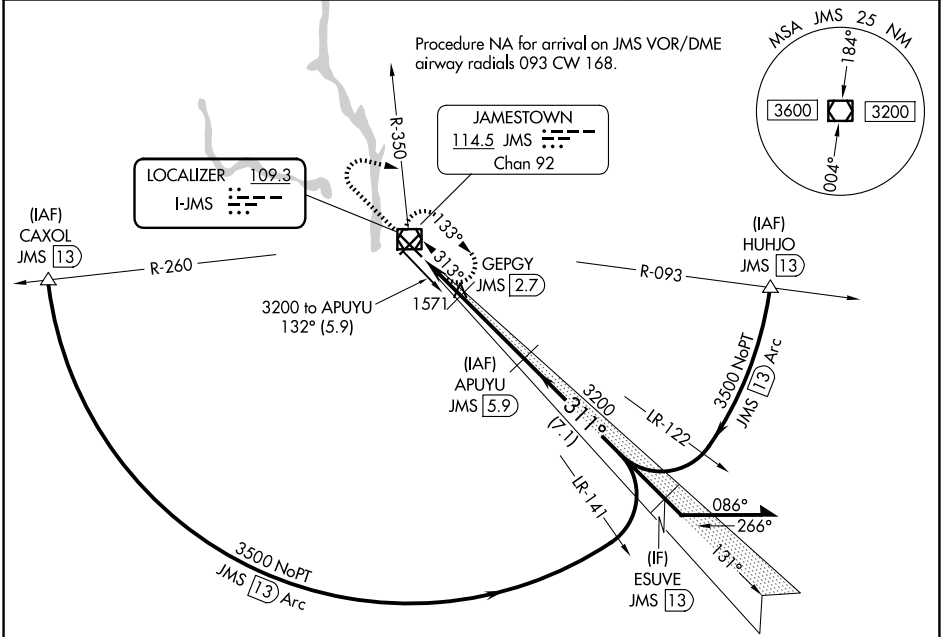 Procedure NA for arrival on JMS VOR/DME
airway radials 093 CW 168.
MSA JMS 25 NM
184°
3600
3200
004°
R-350
JAMESTOWN
114.5 JMS
Chan 92
LOCALIZER 109.3
I-JMS
(IAF)
CAXOL
JMS 13
R-260
133°
313°
GEPGY
JMS 2.7
1571
3200 to APUYU
132° (5.9)
R-093
(IAF)
HUHJO
JMS 13
(IAF)
APUYU
JMS 5.9
3200
311°
(7.1)
LR-122
3500 NoPT
JMS 13 Arc
LR-141
086°
266°
131°
(IF)
ESUVE
JMS 13
3500 NoPT
JMS 13 Arc